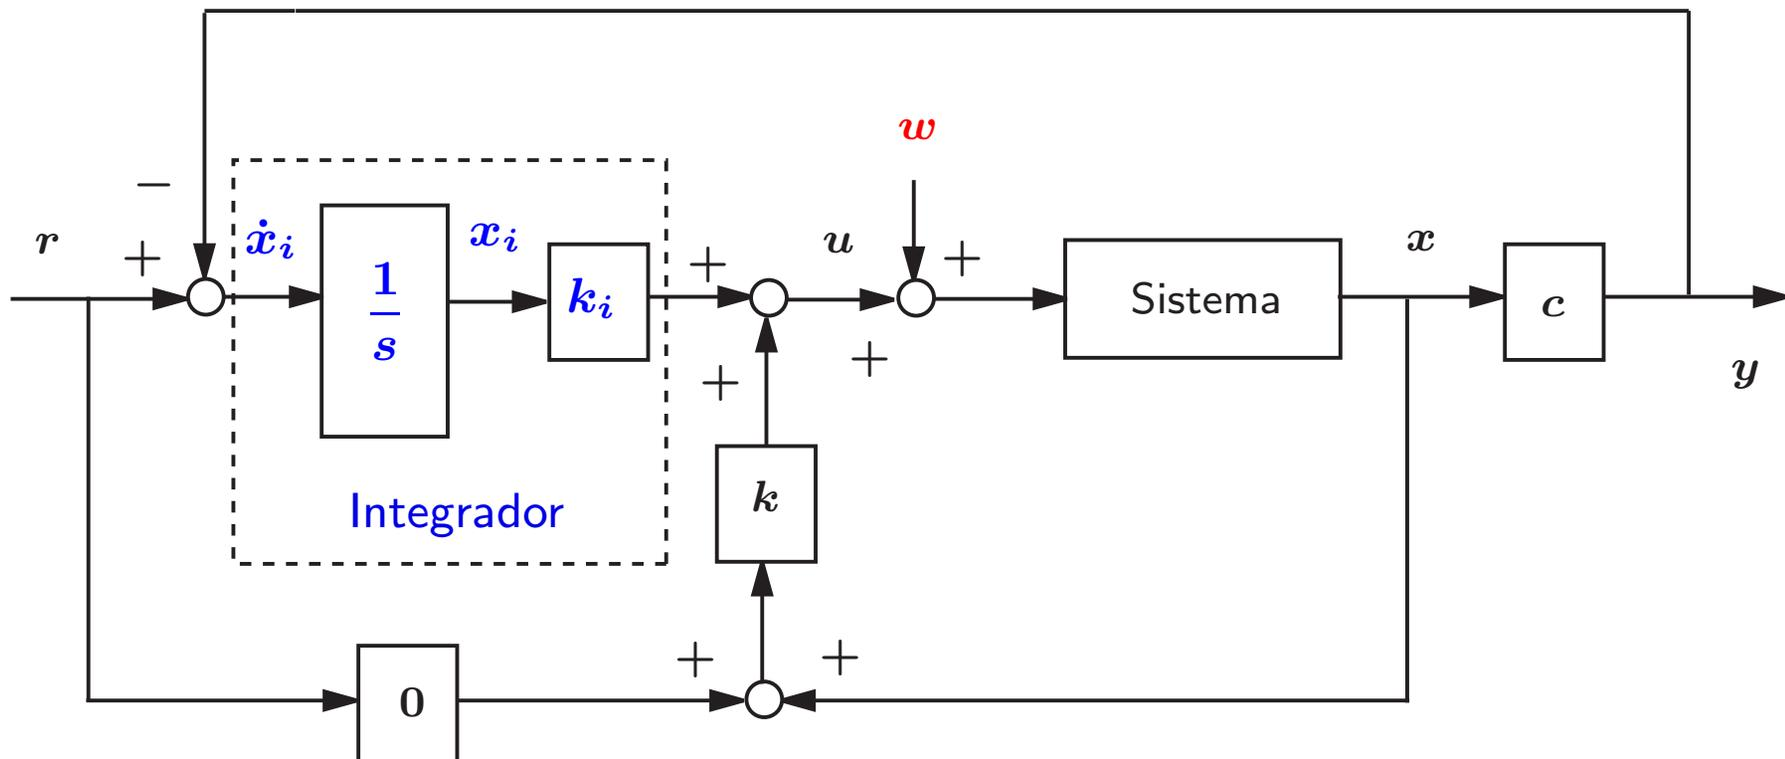 w
−
r
+
ẋᵢ
1
s
xᵢ
kᵢ
+
u
+
Sistema
x
c
+
+
y
k
Integrador
+
+
0